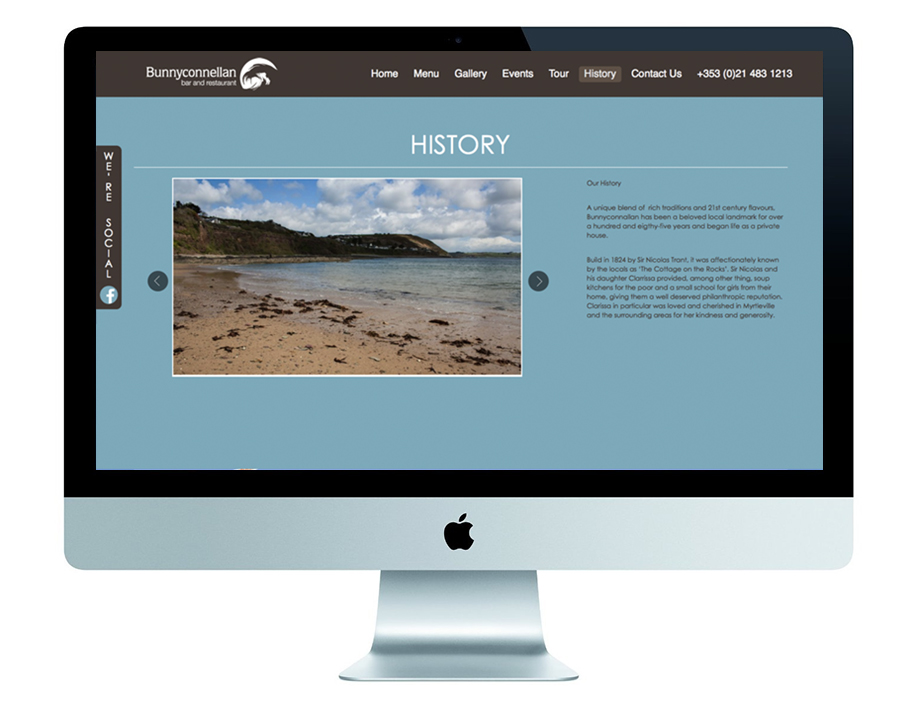 Bunnyconnellan
bar and restaurant
Home Menu Gallery Events Tour History Contact Us +353 (0)21 483 1213
HISTORY
WE'RE SOCIAL
f
Our History
A unique blend of rich traditions and 21st century flavours,
Bunnyconnallan has been a beloved local landmark for over
a hundred and eigthy-five years and began life as a private
house.
Build in 1824 by Sir Nicolas Trant, it was affectionately known
by the locals as 'The Cottage on the Rocks'. Sir Nicolas and
his daughter Clarrisa provided, among other thing, soup
kitchens for the poor and a small school for girls from their
home, giving them a well deserved philanthropic reputation.
Clarissa in particular was loved and cherished in Myrtleville
and the surrounding areas for her kindness and generosity.